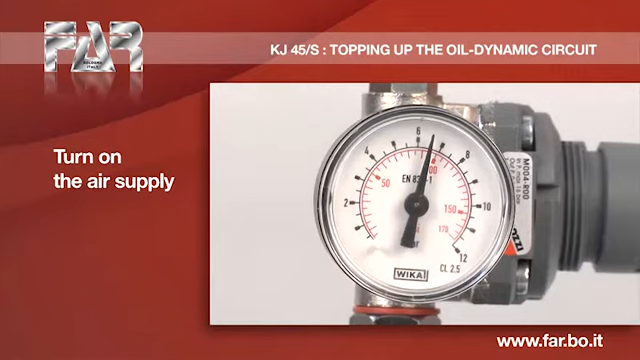 FAR
BOLOGNA
ITALY
KJ 45/S : TOPPING UP THE OIL-DYNAMIC CIRCUIT
Turn on
the air supply
2
4
6
8
10
12
50
100
150
170
EN 837-1
bar
CL 2.5
WIKAI
M004-R00
www.far.bo.it